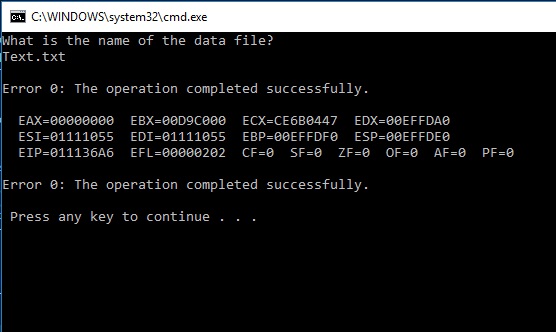 C:\WINDOWS\system32\cmd.exe
What is the name of the data file?
Text.txt
Error 0: The operation completed successfully.
EAX=00000000 EBX=00D9C000 ECX=CE6B0447 EDX=00EFFDA0
ESI=01111055 EDI=01111055 EBP=00EFFDF0 ESP=00EFFDE0
EIP=011136A6 EFL=00000202 CF=0 SF=0 ZF=0 OF=0 AF=0 PF=0
Error 0: The operation completed successfully.
Press any key to continue . . .